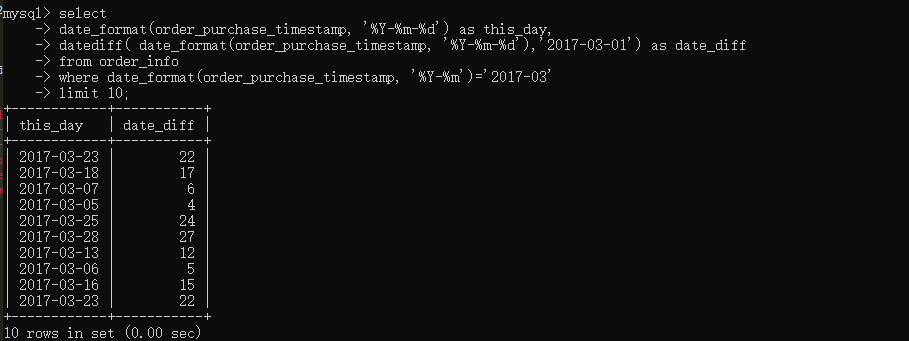 mysql> select
-> date_format(order_purchase_timestamp, '%Y-%m-%d') as this_day,
-> datediff( date_format(order_purchase_timestamp, '%Y-%m-%d'),'2017-03-01') as date_diff
-> from order_info
-> where date_format(order_purchase_timestamp, '%Y-%m')='2017-03'
-> limit 10;
+------------+-----------+
| this_day | date_diff |
+------------+-----------+
| 2017-03-23 | 22 |
| 2017-03-18 | 17 |
| 2017-03-07 | 6 |
| 2017-03-05 | 4 |
| 2017-03-25 | 24 |
| 2017-03-28 | 27 |
| 2017-03-13 | 12 |
| 2017-03-06 | 5 |
| 2017-03-16 | 15 |
| 2017-03-23 | 22 |
+------------+-----------+
10 rows in set (0.00 sec)